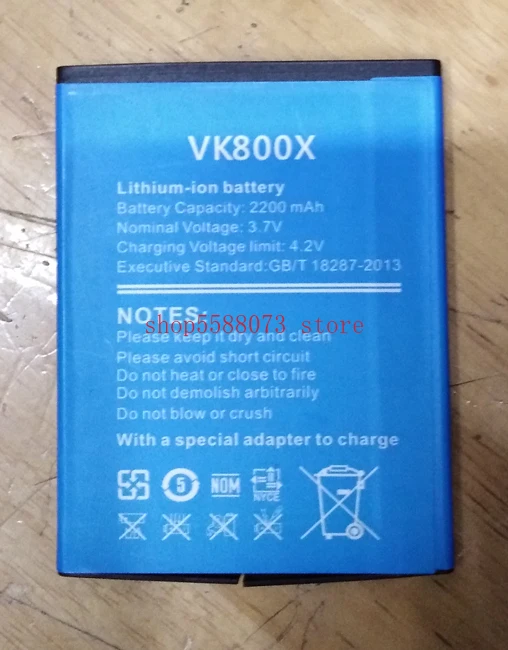 VK800X
Lithium-ion battery
Battery Capacity: 2200 mAh
Nominal Voltage: 3.7V
Charging Voltage limit: 4.2V
Executive Standard:GB/T 18287-2013
NOTES:
shop5588073 store
Please keep it dry and clean
Please avoid short circuit
Do not heat or close to fire
Do not demolish arbitrarily
Do not blow or crush
With a special adapter to charge
5
NOM
NYCE